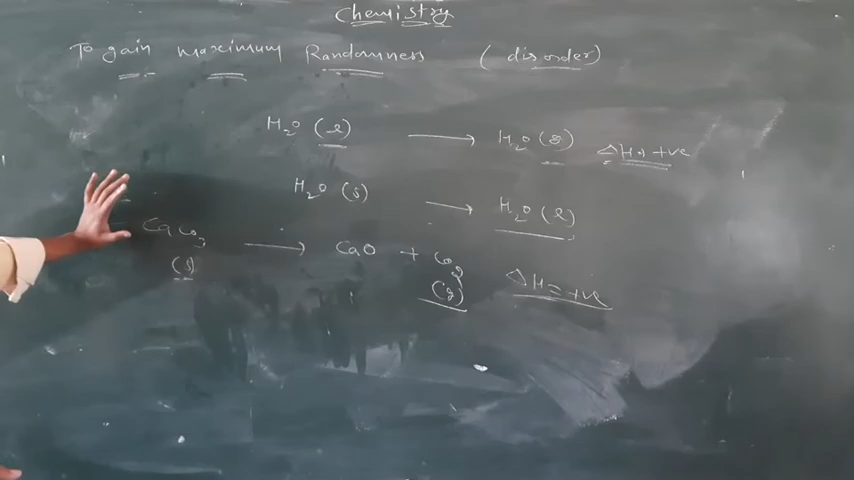 Chemistry
To gain maximum Randomness (disorder)
H2O (l) ⟶ H2O (g) ΔH = +ve
H2O (s) ⟶ H2O (l)
CaCO3 ⟶ CaO + CO2
(s) (g) ΔH = +ve